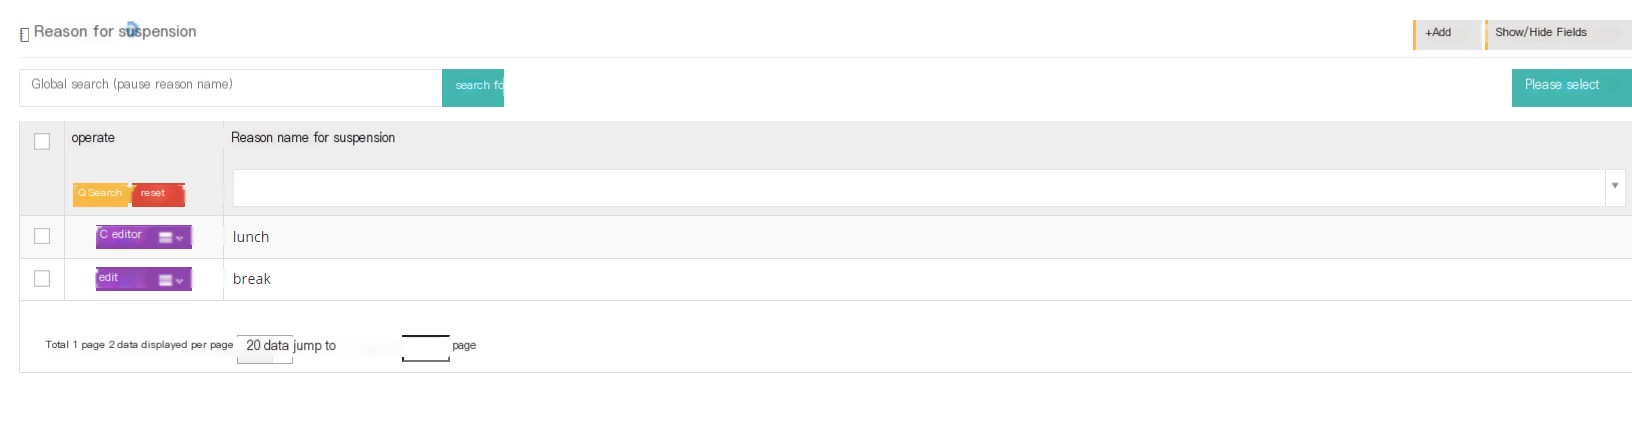 Reason for suspension
+Add
Show/Hide Fields
Global search (pause reason name)
search fo
Please select
operate
Reason name for suspension
Q Search
reset
C editor
lunch
edit
break
Total 1 page 2 data displayed per page 20 data jump to page